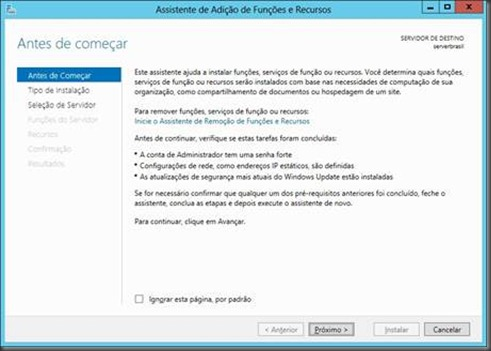 Assistente de Adição de Funções e Recursos
Antes de começar
SERVIDOR DE DESTINO
serverbrasil
Antes de Começar
Tipo de Instalação
Seleção de Servidor
Funções do Servidor
Recursos
Confirmação
Resultados
Este assistente ajuda a instalar funções, serviços de função ou recursos. Você determina quais funções,
serviços de função ou recursos serão instalados com base nas necessidades de computação de sua
organização, como compartilhamento de documentos ou hospedagem de um site.
Para remover funções, serviços de função ou recursos:
Inicie o Assistente de Remoção de Funções e Recursos
Antes de continuar, verifique se estas tarefas foram concluídas:
• A conta de Administrador tem uma senha forte
• Configurações de rede, como endereços IP estáticos, são definidas
• As atualizações de segurança mais atuais do Windows Update estão instaladas
Se for necessário confirmar que qualquer um dos pré-requisitos anteriores foi concluído, feche o
assistente, conclua as etapas e depois execute o assistente de novo.
Para continuar, clique em Avançar.
Ignorar esta página, por padrão
< Anterior
Próximo >
Instalar
Cancelar